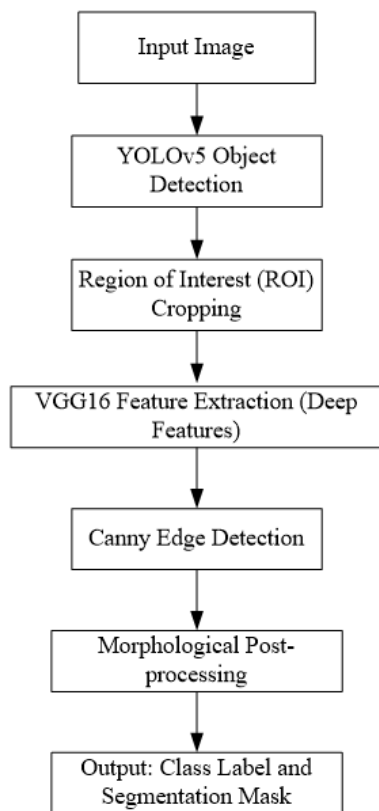 Input Image
YOLOv5 Object
Detection
Region of Interest (ROI)
Cropping
VGG16 Feature Extraction (Deep
Features)
Canny Edge Detection
Morphological Post-
processing
Output: Class Label and
Segmentation Mask